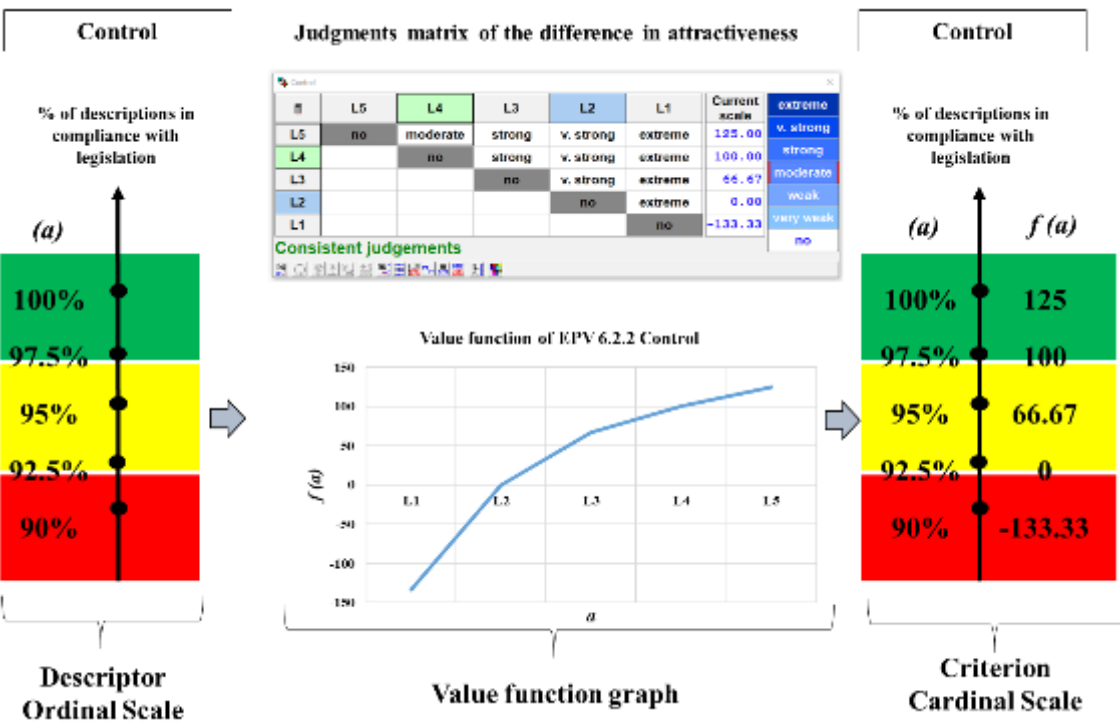 Control
% of descriptions in
compliance with
legislation
(a)
100%
97.5%
95%
92.5%
90%
Descriptor
Ordinal Scale
Judgments matrix of the difference in attractiveness
Control
L5 L4 L3 L2 L1 Current scale
L5 no moderate strong v. strong extreme 125.00
L4 no strong v. strong extreme 100.00
L3 no v. strong extreme 66.67
L2 no extreme 0.00
L1 no -133.33
extreme
v. strong
strong
moderate
weak
very weak
no
Consistent judgements
Value function of EPV 6.2.2 Control
150
100
50
0
-50
-100
150
f (a)
L1 L2 L3 L4 L5
a
Value function graph
Control
% of descriptions in
compliance with
legislation
(a) f (a)
100% 125
97.5% 100
95% 66.67
92.5% 0
90% -133.33
Criterion
Cardinal Scale